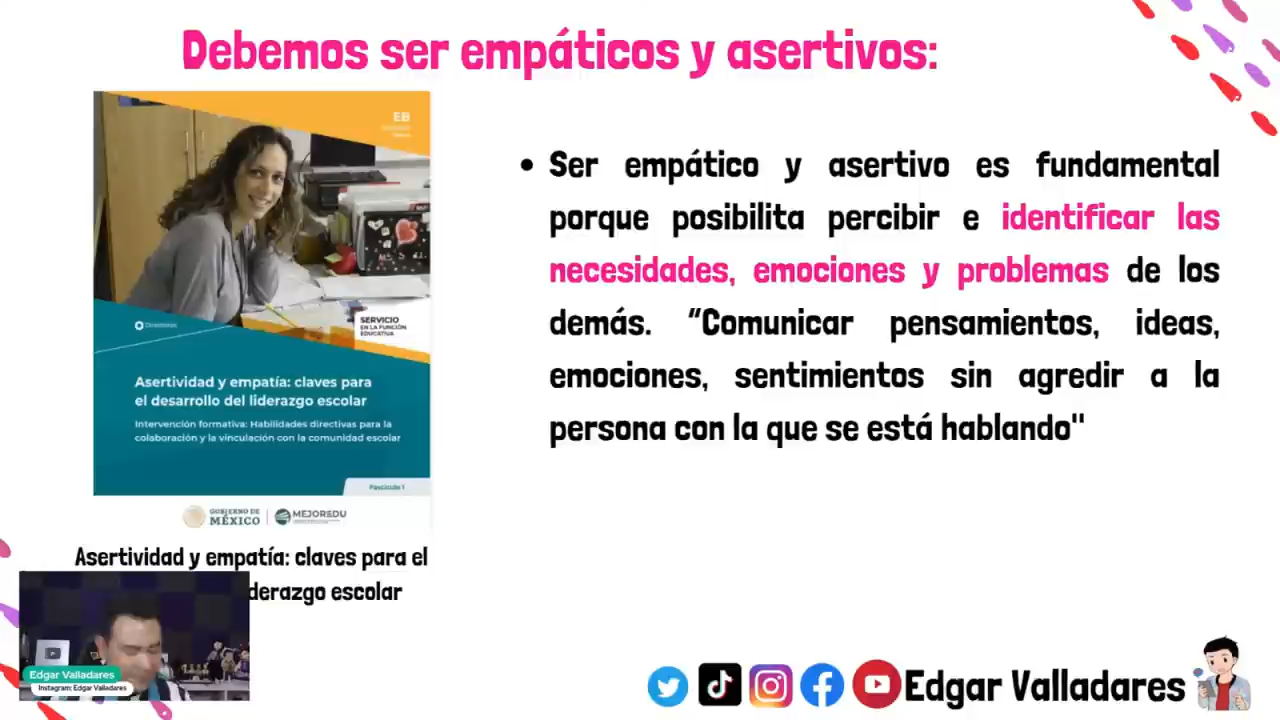 Debemos ser empáticos y asertivos:
EB
SERVICIO
EN LA FUNCIÓN
EDUCATIVA
Directivos
Asertividad y empatía: claves para
el desarrollo del liderazgo escolar
Intervención formativa: Habilidades directivas para la
colaboración y la vinculación con la comunidad escolar
Fascículo 1
GOBIERNO DE
MÉXICO
MEJOREDU
Asertividad y empatía: claves para el
derazgo escolar
• Ser empático y asertivo es fundamental
porque posibilita percibir e identificar las
necesidades, emociones y problemas de los
demás. “Comunicar pensamientos, ideas,
emociones, sentimientos sin agredir a la
persona con la que se está hablando"
Edgar Valladares
Instagram: Edgar Valladares
Edgar Valladares